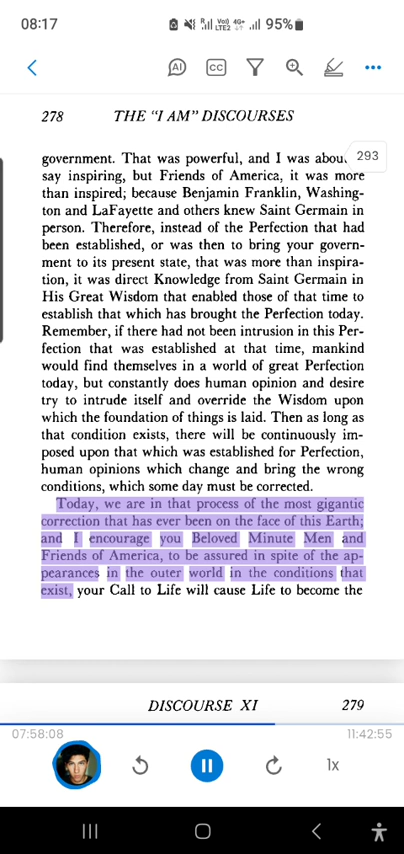 08:17
Voo) 4G+
LTE2
95%
AI
CC
278 THE "I AM" DISCOURSES
293
government. That was powerful, and I was abou
say inspiring, but Friends of America, it was more
than inspired; because Benjamin Franklin, Washing-
ton and LaFayette and others knew Saint Germain in
person. Therefore, instead of the Perfection that had
been established, or was then to bring your govern-
ment to its present state, that was more than inspira-
tion, it was direct Knowledge from Saint Germain in
His Great Wisdom that enabled those of that time to
establish that which has brought the Perfection today.
Remember, if there had not been intrusion in this Per-
fection that was established at that time, mankind
would find themselves in a world of great Perfection
today, but constantly does human opinion and desire
try to intrude itself and override the Wisdom upon
which the foundation of things is laid. Then as long as
that condition exists, there will be continuously im-
posed upon that which was established for Perfection,
human opinions which change and bring the wrong
conditions, which some day must be corrected.
Today, we are in that process of the most gigantic
correction that has ever been on the face of this Earth;
and I encourage you Beloved Minute Men and
Friends of America, to be assured in spite of the ap-
pearances in the outer world in the conditions that
exist, your Call to Life will cause Life to become the
DISCOURSE XI 279
07:58:08 11:42:55
1x